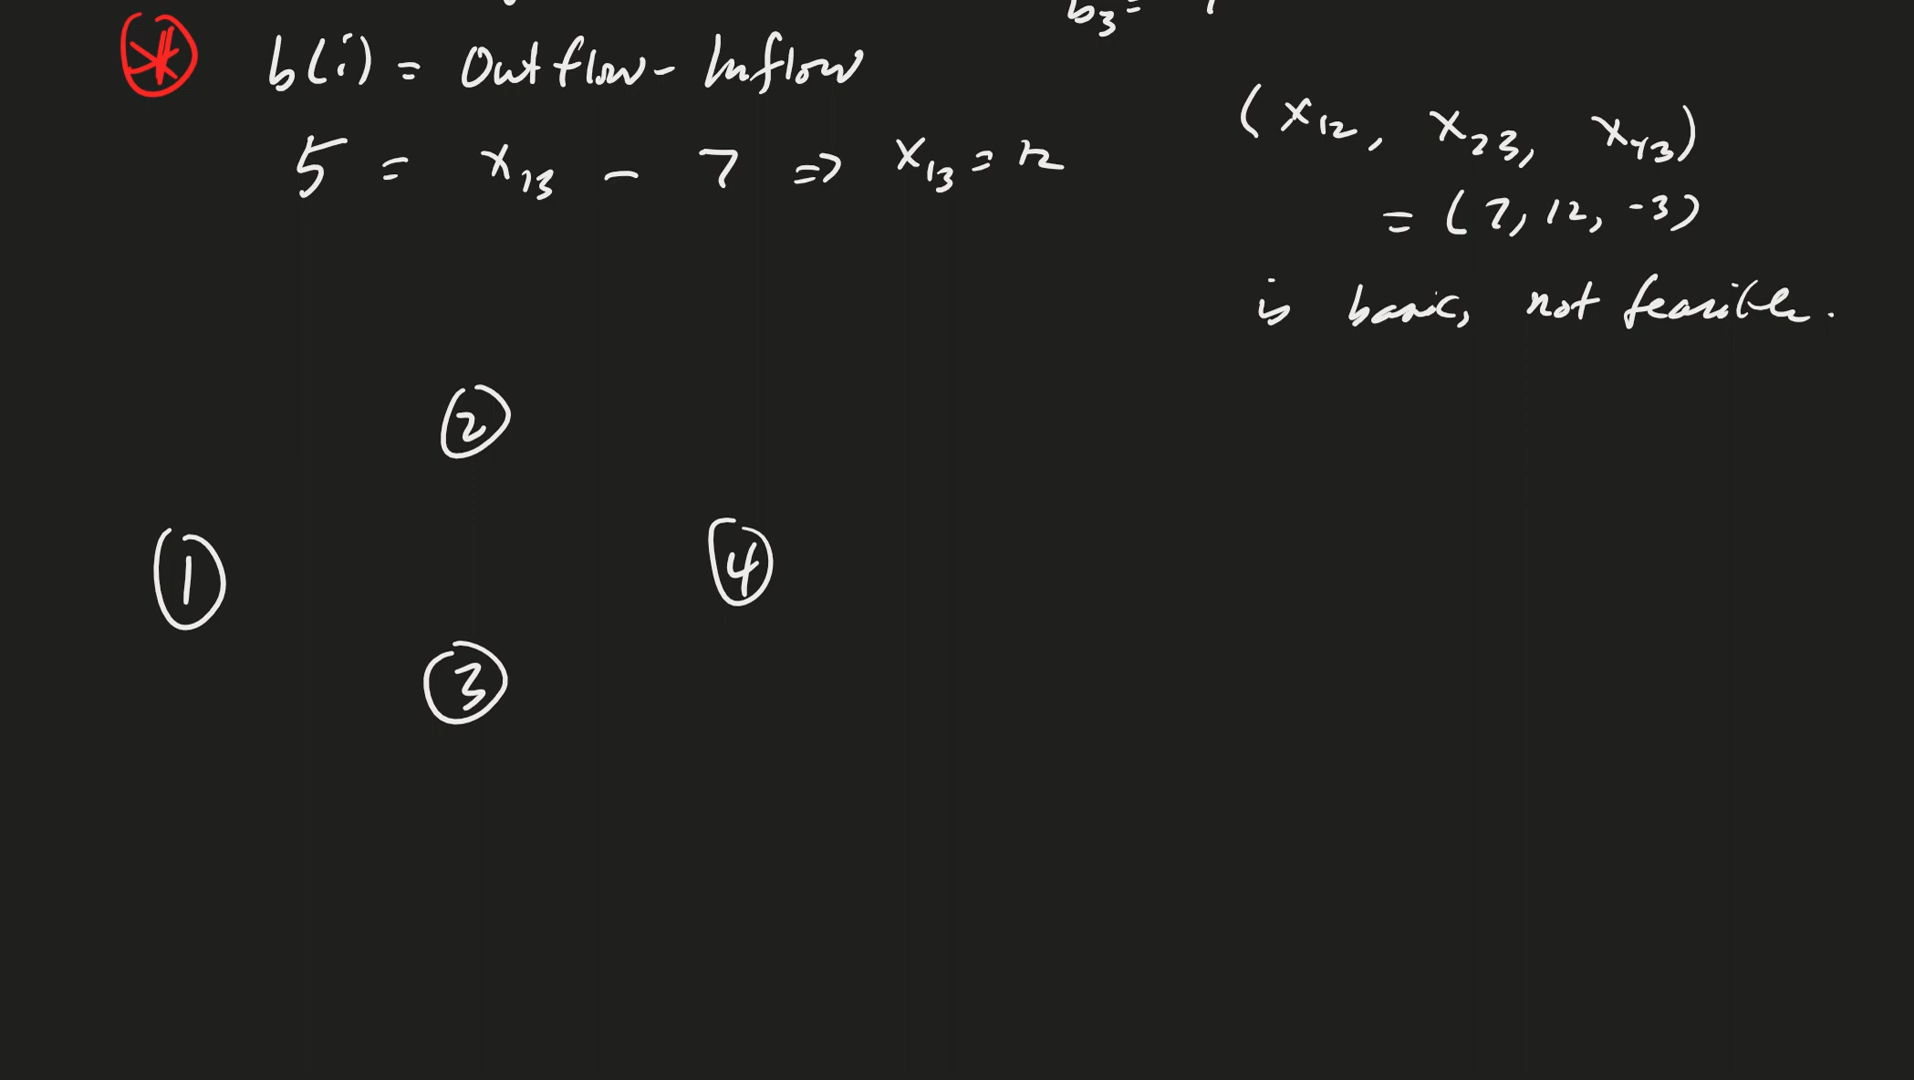 b3 =
b(i) = Outflow - Inflow
5 = x13 - 7 => x13 = 12
(x12, x23, x43)
= (7, 12, -3)
is basic, not feasible.
2
1
4
3